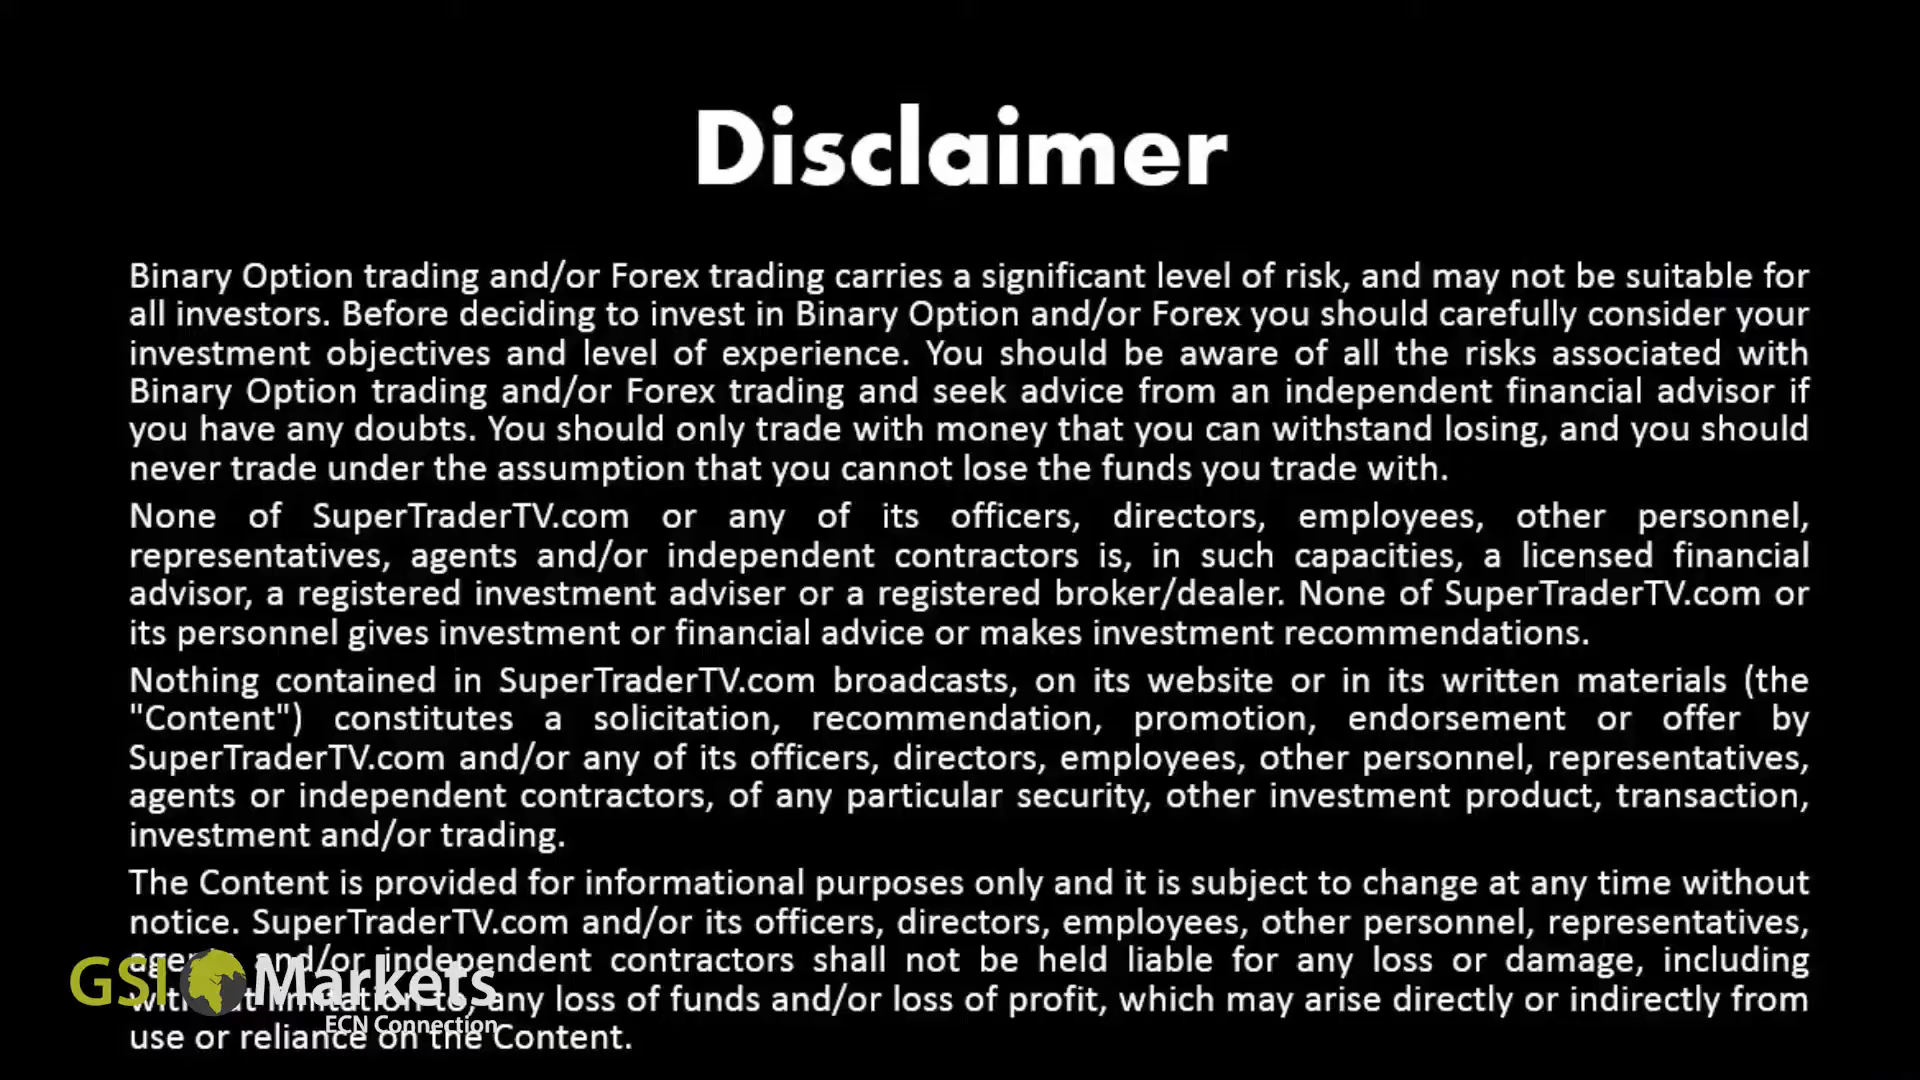 Disclaimer
Binary Option trading and/or Forex trading carries a significant level of risk, and may not be suitable for
all investors. Before deciding to invest in Binary Option and/or Forex you should carefully consider your
investment objectives and level of experience. You should be aware of all the risks associated with
Binary Option trading and/or Forex trading and seek advice from an independent financial advisor if
you have any doubts. You should only trade with money that you can withstand losing, and you should
never trade under the assumption that you cannot lose the funds you trade with.
None of SuperTraderTV.com or any of its officers, directors, employees, other personnel,
representatives, agents and/or independent contractors is, in such capacities, a licensed financial
advisor, a registered investment adviser or a registered broker/dealer. None of SuperTraderTV.com or
its personnel gives investment or financial advice or makes investment recommendations.
Nothing contained in SuperTraderTV.com broadcasts, on its website or in its written materials (the
"Content") constitutes a solicitation, recommendation, promotion, endorsement or offer by
SuperTraderTV.com and/or any of its officers, directors, employees, other personnel, representatives,
agents or independent contractors, of any particular security, other investment product, transaction,
investment and/or trading.
The Content is provided for informational purposes only and it is subject to change at any time without
notice. SuperTraderTV.com and/or its officers, directors, employees, other personnel, representatives,
agents and/or independent contractors shall not be held liable for any loss or damage, including
without limitation to, any loss of funds and/or loss of profit, which may arise directly or indirectly from
use or reliance on the Content.
GSI Markets
ECN Connection